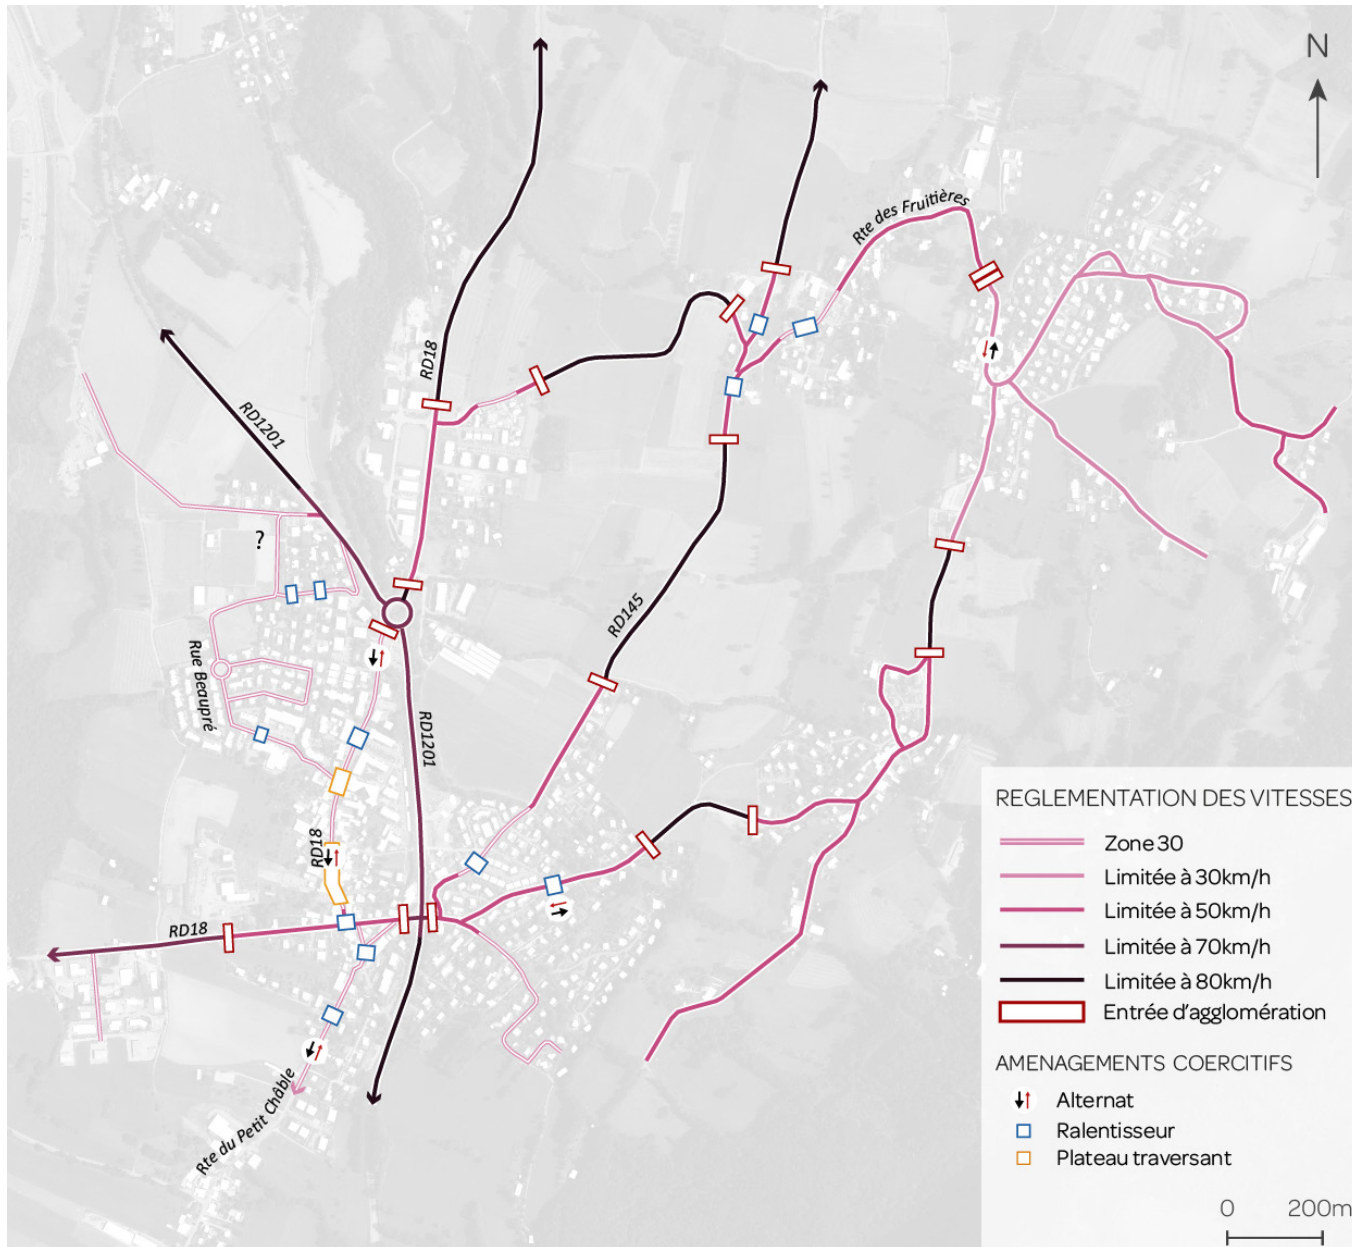 N
Rte des Fruitières
RD18
RD1201
?
RD145
Rue Beaupré
RD1201
RD18
RD18
Rte du Petit Châble
REGLEMENTATION DES VITESSES
Zone 30
Limitée à 30km/h
Limitée à 50km/h
Limitée à 70km/h
Limitée à 80km/h
Entrée d'agglomération
AMENAGEMENTS COERCITIFS
Alternat
Ralentisseur
Plateau traversant
0 200m